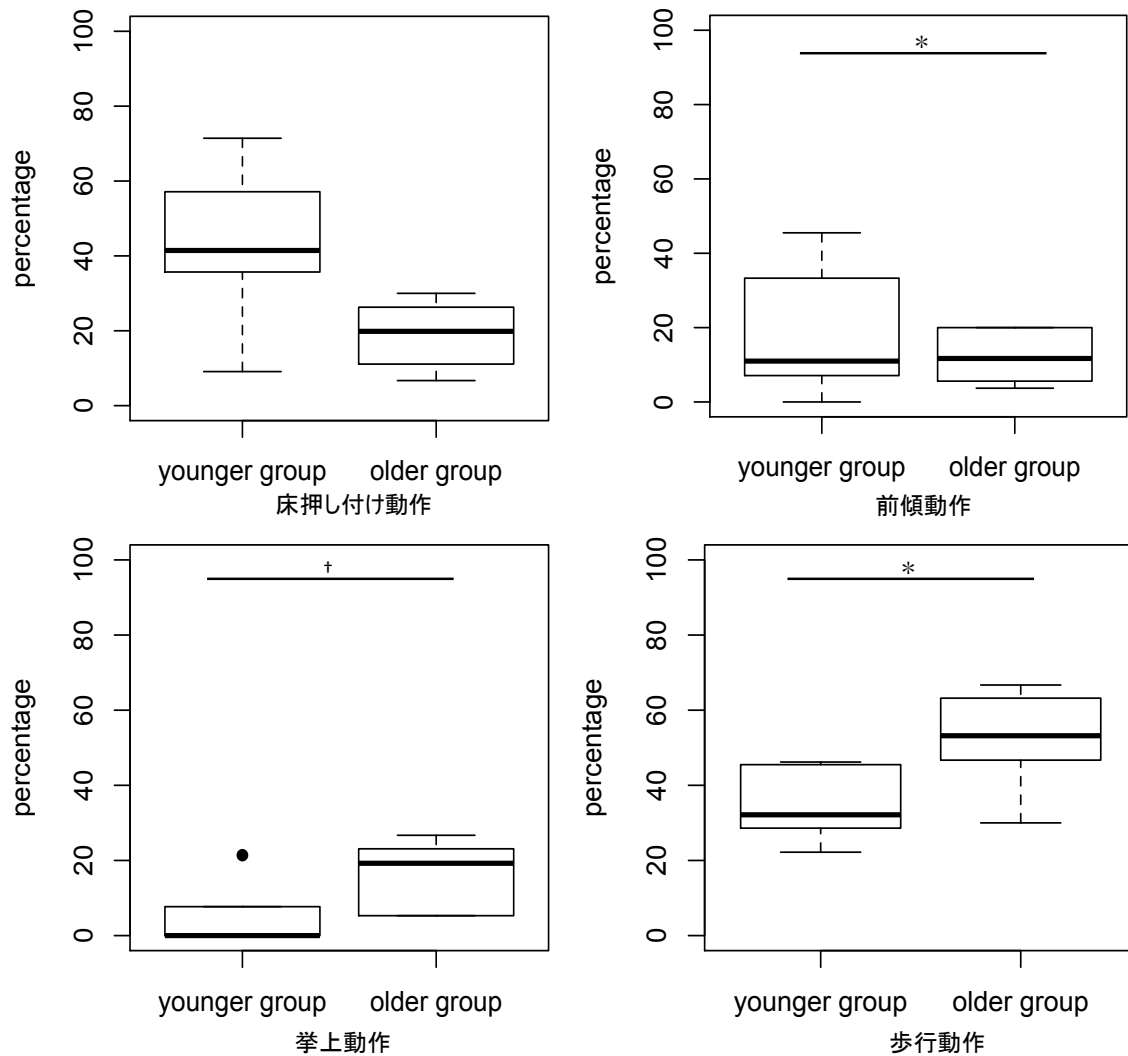 percentage
0
20
40
60
80
100
younger group
older group
床押し付け動作
percentage
0
20
40
60
80
100
*
younger group
older group
前傾動作
percentage
0
20
40
60
80
100
†
younger group
older group
挙上動作
percentage
0
20
40
60
80
100
*
younger group
older group
歩行動作